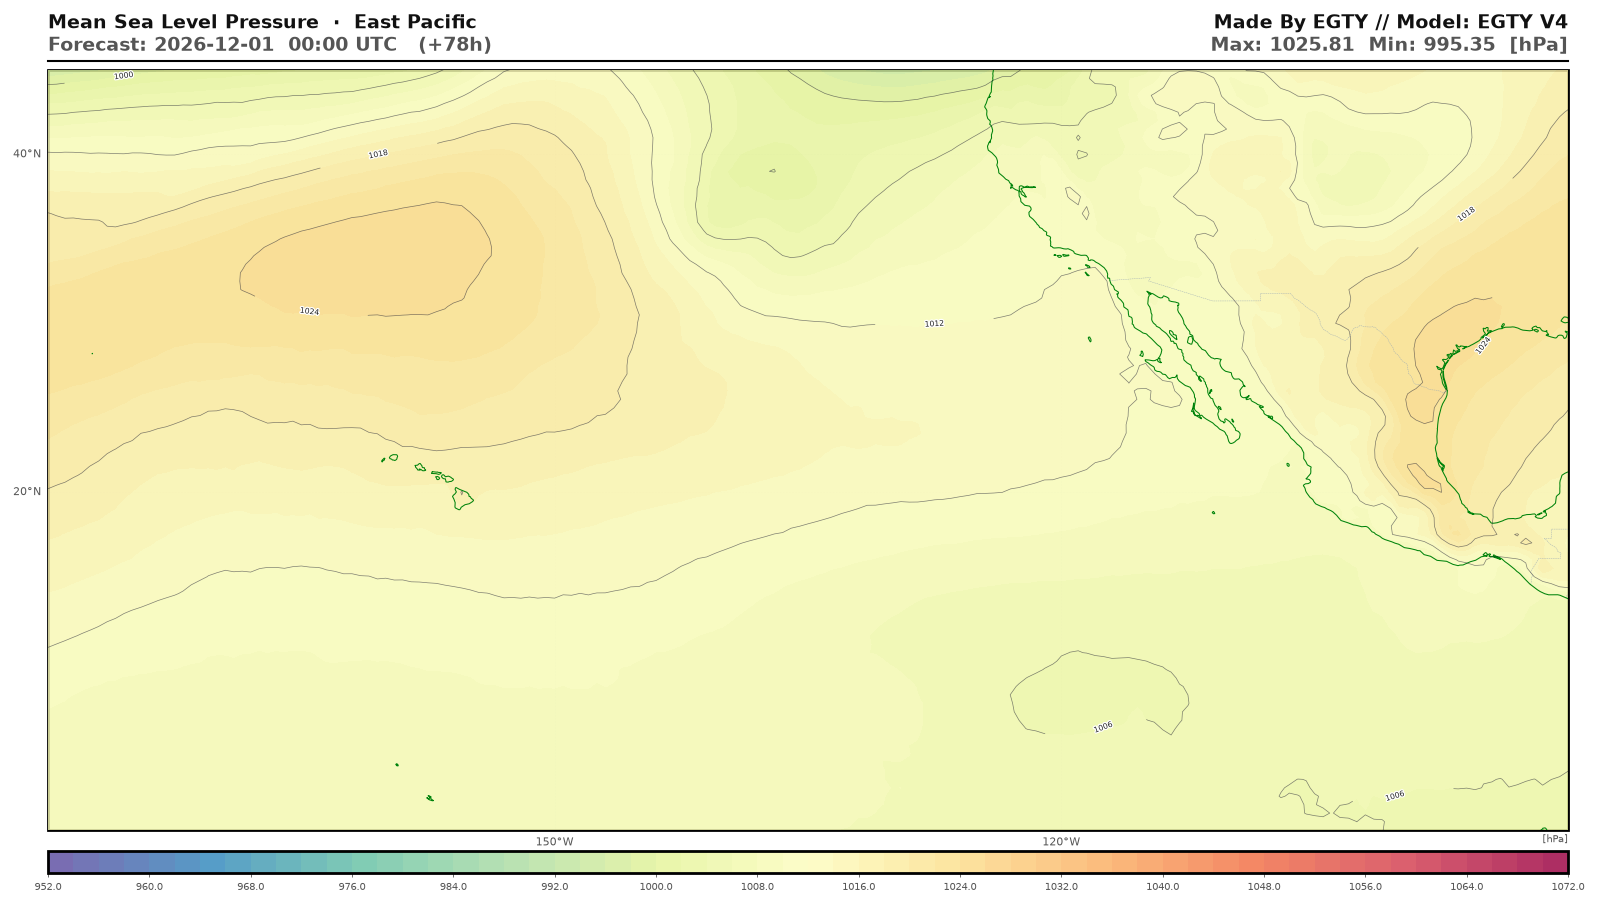 Mean Sea Level Pressure · East Pacific
Made By EGTY // Model: EGTY V4
Forecast: 2026-12-01 00:00 UTC (+78h)
Max: 1025.81 Min: 995.35 [hPa]
1000
40°N
1018
1018
1024
1012
1024
20°N
1006
1006
150°W
120°W
[hPa]
952.0
960.0
968.0
976.0
984.0
992.0
1000.0
1008.0
1016.0
1024.0
1032.0
1040.0
1048.0
1056.0
1064.0
1072.0